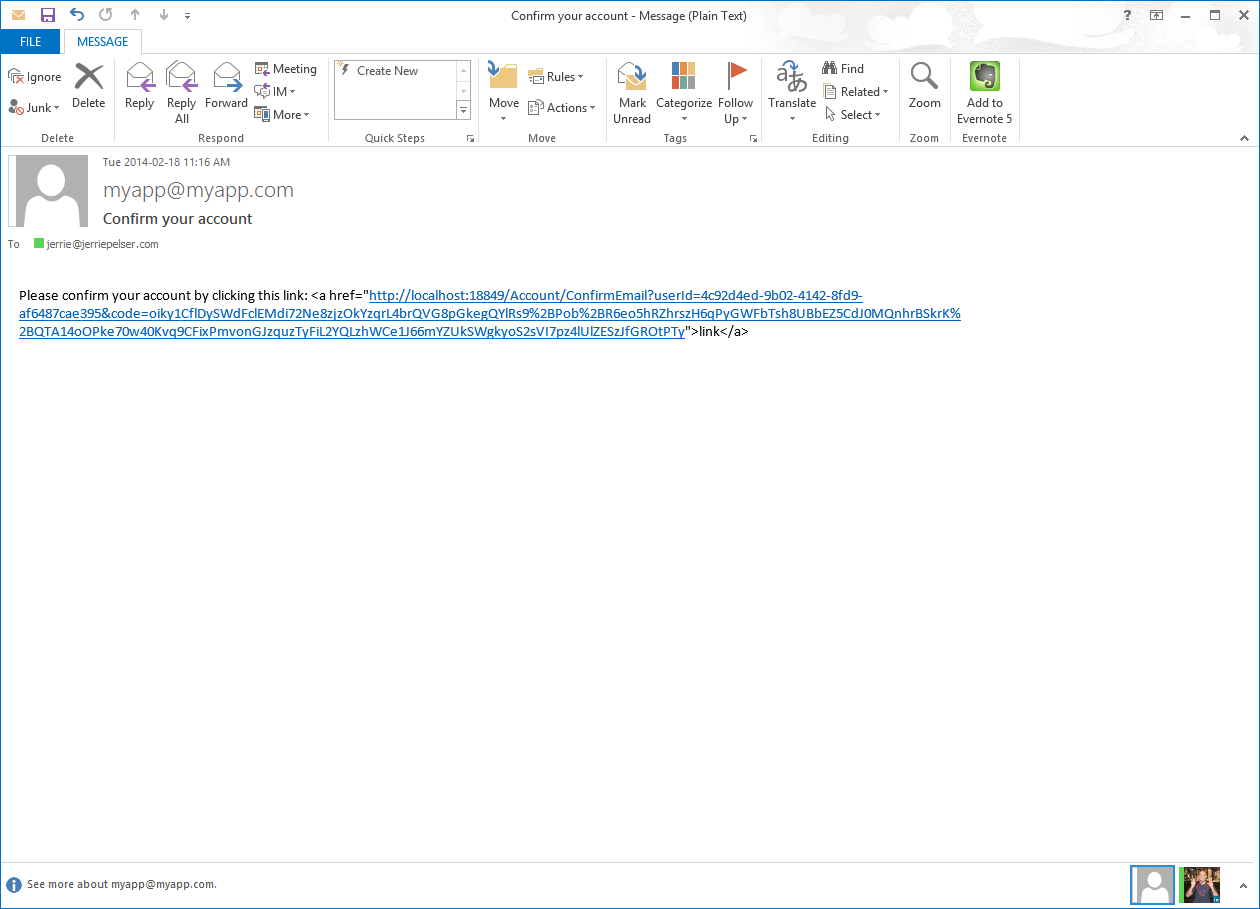 Confirm your account - Message (Plain Text)
?
FILE
MESSAGE
Ignore
Junk
Delete
Delete
Reply
Reply All
Forward
Meeting
IM
More
Respond
Create New
Quick Steps
Move
Rules
Actions
Move
Mark Unread
Categorize
Follow Up
Tags
Translate
Find
Related
Select
Editing
Zoom
Zoom
Add to Evernote 5
Evernote
Tue 2014-02-18 11:16 AM
myapp@myapp.com
Confirm your account
To jerrie@jerriepelser.com
Please confirm your account by clicking this link: <a href="http://localhost:18849/Account/ConfirmEmail?userId=4c92d4ed-9b02-4142-8fd9-
af6487cae395&code=oiky1CflDySWdFclEMdi72Ne8zjzOkYzqrL4brQVG8pGkegQYlRs9%2BPob%2BR6eo5hRZhrszH6qPyGWFbTsh8UBbEZ5CdJ0MQnhrBSkrK%
2BQTA14oOPke70w40Kvq9CFixPmvonGJzquzTyFiL2YQLzhWCe1J66mYZUkSWgkyoS2sVI7pz4lUlZESzJfGROtPTy">link</a>
See more about myapp@myapp.com.